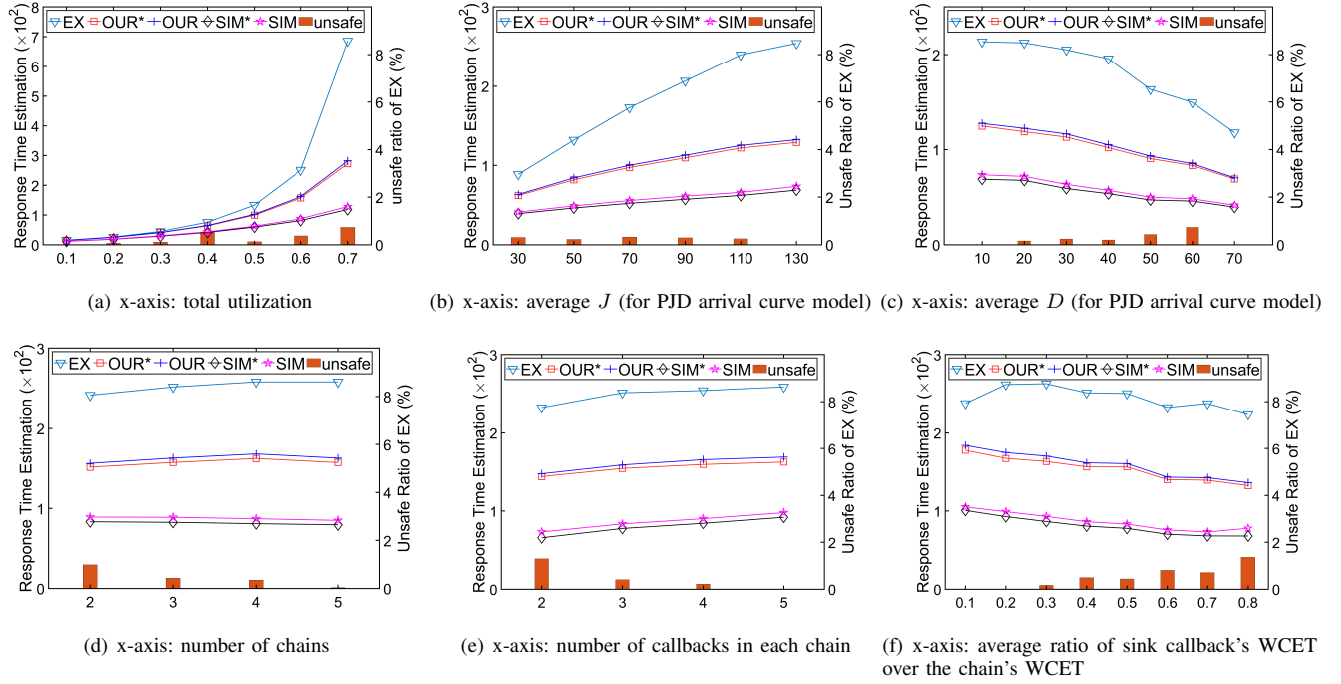 EX OUR* OUR SIM* SIM unsafe
Response Time Estimation (×10²)
0 1 2 3 4 5 6 7 8
unsafe Ratio of EX (%)
0 2 4 6 8
0.1 0.2 0.3 0.4 0.5 0.6 0.7
(a) x-axis: total utilization
EX OUR* OUR SIM* SIM unsafe
Response Time Estimation (×10²)
0 1 2 3
Unsafe Ratio of EX (%)
0 2 4 6 8
30 50 70 90 110 130
(b) x-axis: average J (for PJD arrival curve model)
EX OUR* OUR SIM* SIM unsafe
Response Time Estimation (×10²)
0 1 2
Unsafe Ratio of EX (%)
0 2 4 6 8
10 20 30 40 50 60 70
(c) x-axis: average D (for PJD arrival curve model)
EX OUR* OUR SIM* SIM unsafe
Response Time Estimation (×10²)
0 1 2 3
Unsafe Ratio of EX (%)
0 2 4 6 8
2 3 4 5
(d) x-axis: number of chains
EX OUR* OUR SIM* SIM unsafe
Response Time Estimation (×10²)
0 1 2 3
Unsafe Ratio of EX (%)
0 2 4 6 8
2 3 4 5
(e) x-axis: number of callbacks in each chain
EX OUR* OUR SIM* SIM unsafe
Response Time Estimation (×10²)
0 1 2 3
Unsafe Ratio of EX (%)
0 2 4 6 8
0.1 0.2 0.3 0.4 0.5 0.6 0.7 0.8
(f) x-axis: average ratio of sink callback's WCET
over the chain's WCET